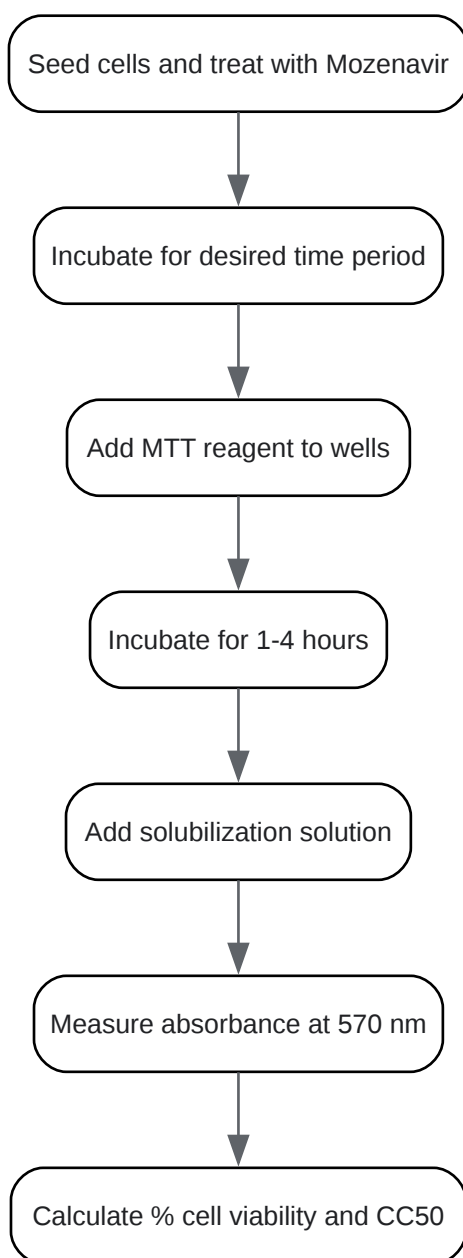 Seed cells and treat with Mozenavir
Incubate for desired time period
Add MTT reagent to wells
Incubate for 1-4 hours
Add solubilization solution
Measure absorbance at 570 nm
Calculate % cell viability and CC50